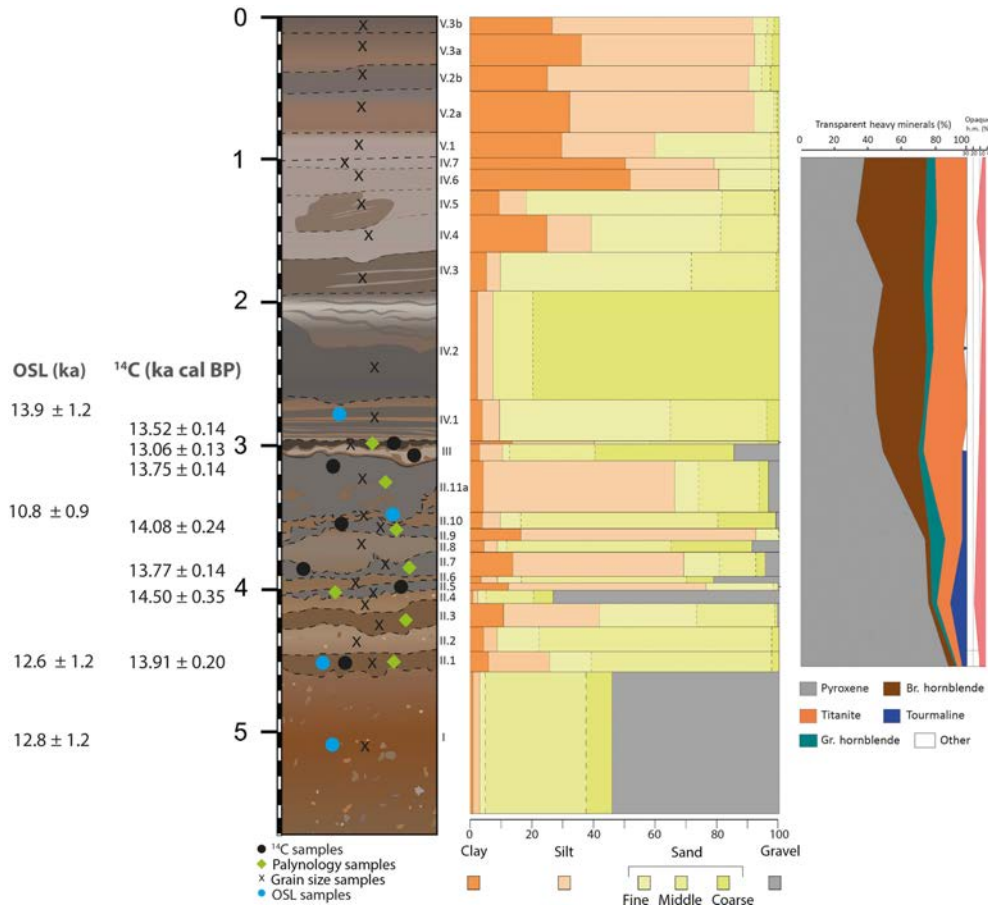 OSL (ka)
¹⁴C (ka cal BP)
13.9 ± 1.2
13.52 ± 0.14
13.06 ± 0.13
13.75 ± 0.14
10.8 ± 0.9
14.08 ± 0.24
13.77 ± 0.14
14.50 ± 0.35
12.6 ± 1.2
13.91 ± 0.20
12.8 ± 1.2
0
1
2
3
4
5
V.3b
V.3a
V.2b
V.2a
V.1
IV.7
IV.6
IV.5
IV.4
IV.3
IV.2
IV.1
III
II.11a
II.10
II.9
II.8
II.7
II.6
II.5
II.4
II.3
II.2
II.1
I
¹⁴C samples
Palynology samples
x Grain size samples
OSL samples
0 20 40 60 80 100
Clay Silt Sand Gravel
Fine Middle Coarse
Transparent heavy minerals (%)
Opaque
h.m. (%)
0 20 40 60 80 100
Pyroxene
Br. hornblende
Titanite
Tourmaline
Gr. hornblende
Other